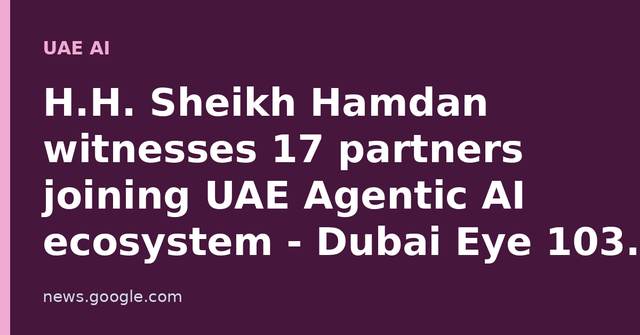 UAE AI
H.H. Sheikh Hamdan
witnesses 17 partners
joining UAE Agentic AI
ecosystem - Dubai Eye 103.
news.google.com